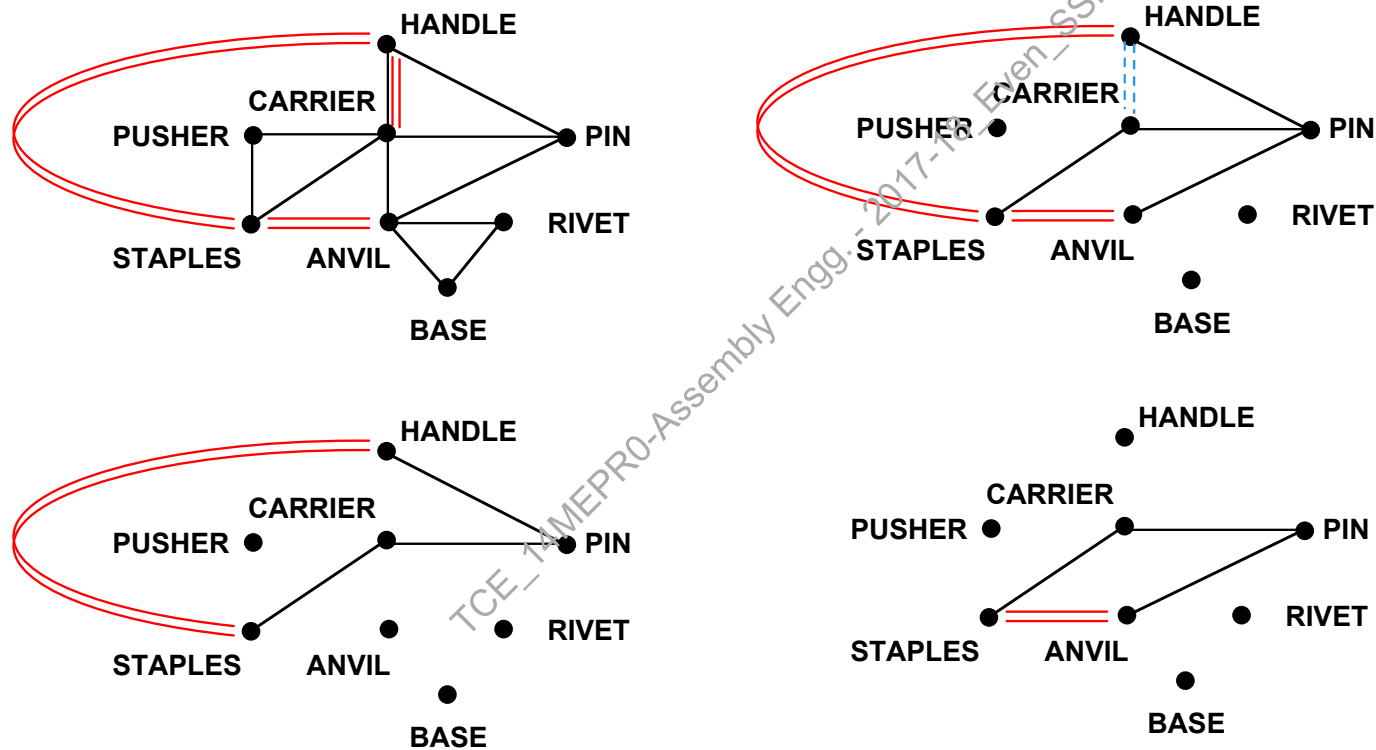 HANDLE
CARRIER
PUSHER
PIN
RIVET
STAPLES
ANVIL
BASE
HANDLE
CARRIER
PUSHER
PIN
RIVET
STAPLES
ANVIL
BASE
HANDLE
CARRIER
PUSHER
PIN
RIVET
STAPLES
ANVIL
BASE
HANDLE
CARRIER
PUSHER
PIN
RIVET
STAPLES
ANVIL
BASE
TCE_14MEPR0-Assembly Engg. - 2017-18_Even_